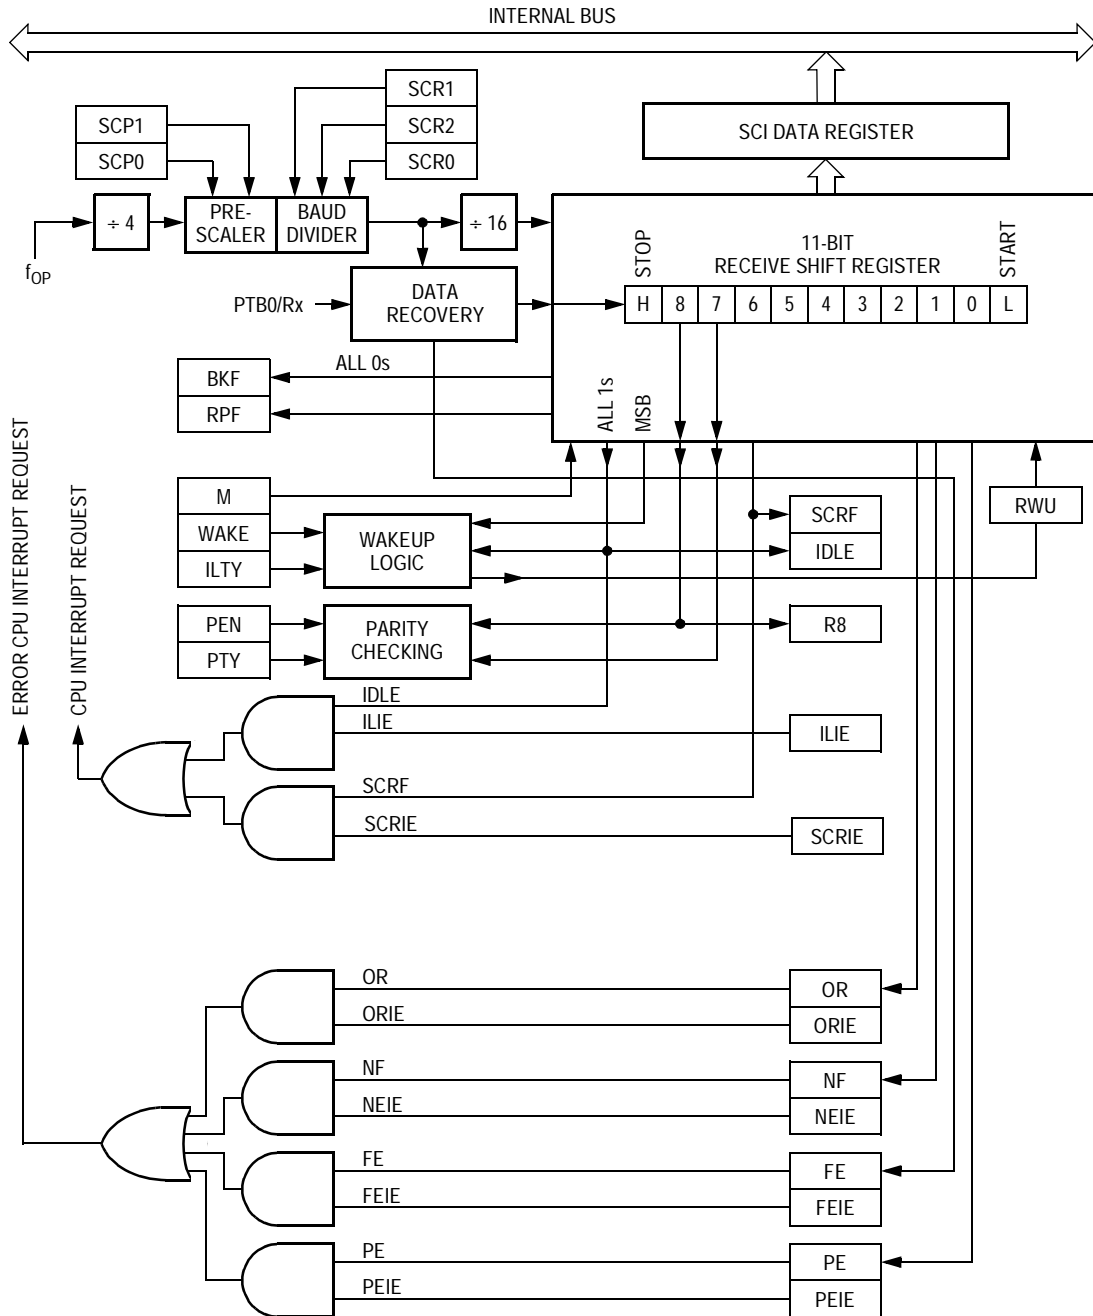 INTERNAL BUS
SCR1
SCR2
SCR0
SCP1
SCP0
SCI DATA REGISTER
÷ 4
PRE-
SCALER
BAUD
DIVIDER
÷ 16
fOP
PTB0/Rx
DATA
RECOVERY
STOP
11-BIT
RECEIVE SHIFT REGISTER
START
H 8 7 6 5 4 3 2 1 0 L
ALL 0s
BKF
RPF
ALL 1s
MSB
M
WAKE
ILTY
WAKEUP
LOGIC
SCRF
IDLE
RWU
PEN
PTY
PARITY
CHECKING
R8
ERROR CPU INTERRUPT REQUEST
CPU INTERRUPT REQUEST
IDLE
ILIE
ILIE
SCRF
SCRIE
SCRIE
OR
OR
ORIE
ORIE
NF
NF
NEIE
NEIE
FE
FE
FEIE
FEIE
PE
PE
PEIE
PEIE